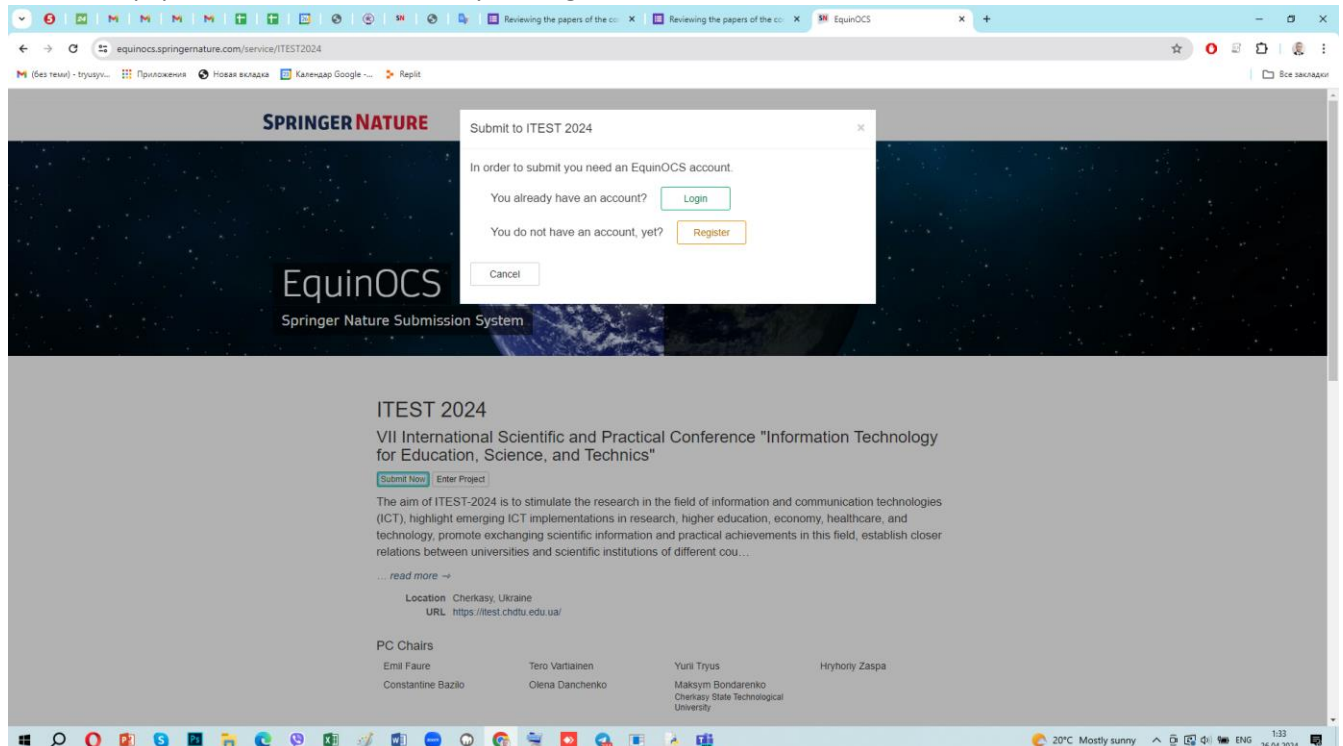 Reviewing the papers of the co
Reviewing the papers of the co
SN EquinOCS
equinocs.springernature.com/service/ITEST2024
(без теми) - tryusyv...
Приложения
Новая вкладка
Календар Google -...
Replit
Все закладки
SPRINGER NATURE
Submit to ITEST 2024
In order to submit you need an EquinOCS account.
You already have an account? Login
You do not have an account, yet? Register
Cancel
EquinOCS
Springer Nature Submission System
ITEST 2024
VII International Scientific and Practical Conference "Information Technology
for Education, Science, and Technics"
Submit Now Enter Project
The aim of ITEST-2024 is to stimulate the research in the field of information and communication technologies
(ICT), highlight emerging ICT implementations in research, higher education, economy, healthcare, and
technology, promote exchanging scientific information and practical achievements in this field, establish closer
relations between universities and scientific institutions of different cou…
… read more →
Location Cherkasy, Ukraine
URL https://itest.chdtu.edu.ua/
PC Chairs
Emil Faure Tero Vartiainen Yurii Tryus Hryhoriy Zaspa
Constantine Bazilo Olena Danchenko Maksym Bondarenko
Cherkasy State Technological
University
20°C Mostly sunny ENG 1:33
16.04.2024